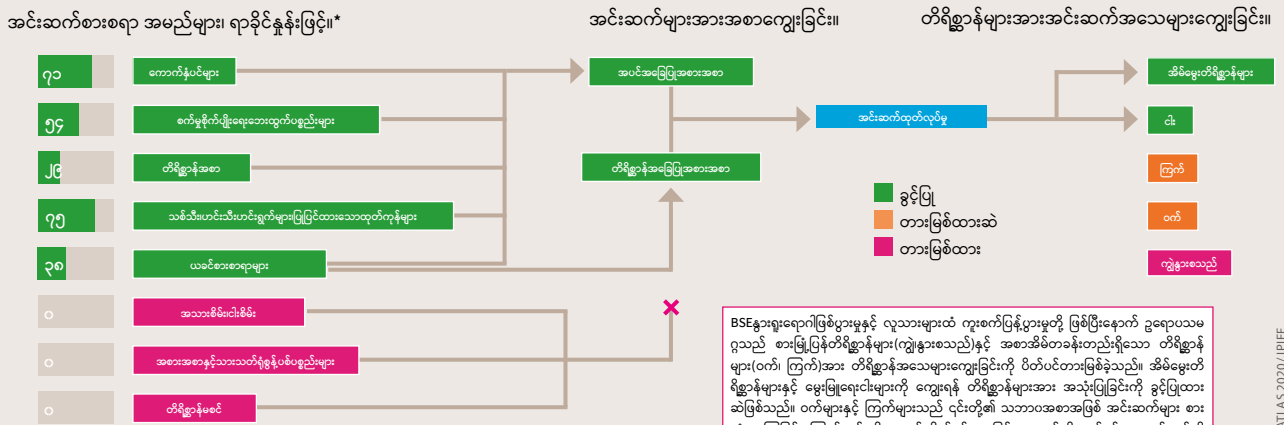 အင်းဆက်စားစရာ အမည်များ၊ ရာခိုင်နှုန်းဖြင့်။*
အင်းဆက်များအားအစာကျွေးခြင်း။
တိရိစ္ဆာန်များအားအင်းဆက်အသေများကျွေးခြင်း။
၇၁ ကောက်နှံပင်များ
၅၄ စက်မှုစိုက်ပျိုးရေးဘေးထွက်ပစ္စည်းများ
၂၉ တိရိစ္ဆာန်အစာ
၇၅ သစ်သီး၊ဟင်းသီးဟင်းရွက်များ၊ပြုပြင်ထားသောထုတ်ကုန်များ
၃၈ ယခင်စားစာရာများ
၀ အသားစိမ်း၊ငါးစိမ်း
၀ အစားအစာနှင့်သားသတ်ရုံစွန့်ပစ်ပစ္စည်းများ
၀ တိရိစ္ဆာန်မစင်
အပင်အခြေပြုအစားအစာ
တိရိစ္ဆာန်အခြေပြုအစားအစာ
အင်းဆက်ထုတ်လုပ်မှု
အိမ်မွေးတိရိစ္ဆာန်များ
ငါး
ကြက်
ဝက်
ကျွဲနွားစသည်
ခွင့်ပြု
တားမြစ်ထားဆဲ
တားမြစ်ထား
BSEနွားရူးရောဂါဖြစ်ပွားမှုနှင့် လူသားများထံ ကူးစက်ပြန့်ပွားမှုတို့ ဖြစ်ပြီးနောက် ဥရောပသမ
ဂ္ဂသည် စားမြုံ့ပြန်တိရိစ္ဆာန်များ(ကျွဲနွားစသည်)နှင့် အစာအိမ်တခန်းတည်းရှိသော တိရိစ္ဆာန်
များ(ဝက်၊ ကြက်)အား တိရိစ္ဆာန်အသေများကျွေးခြင်းကို ပိတ်ပင်တားမြစ်ခဲ့သည်။ အိမ်မွေးတိ
ရိစ္ဆာန်များနှင့် မွေးမြူရေးငါးများကို ကျွေးရန် တိရိစ္ဆာန်များအား အသုံးပြုခြင်းကို ခွင့်ပြုထား
ဆဲဖြစ်သည်။ ဝက်များနှင့် ကြက်များသည် ၎င်းတို့၏ သဘာဝအစာအဖြစ် အင်းဆက်များ စား
ATLAS 2020 / IPIFF